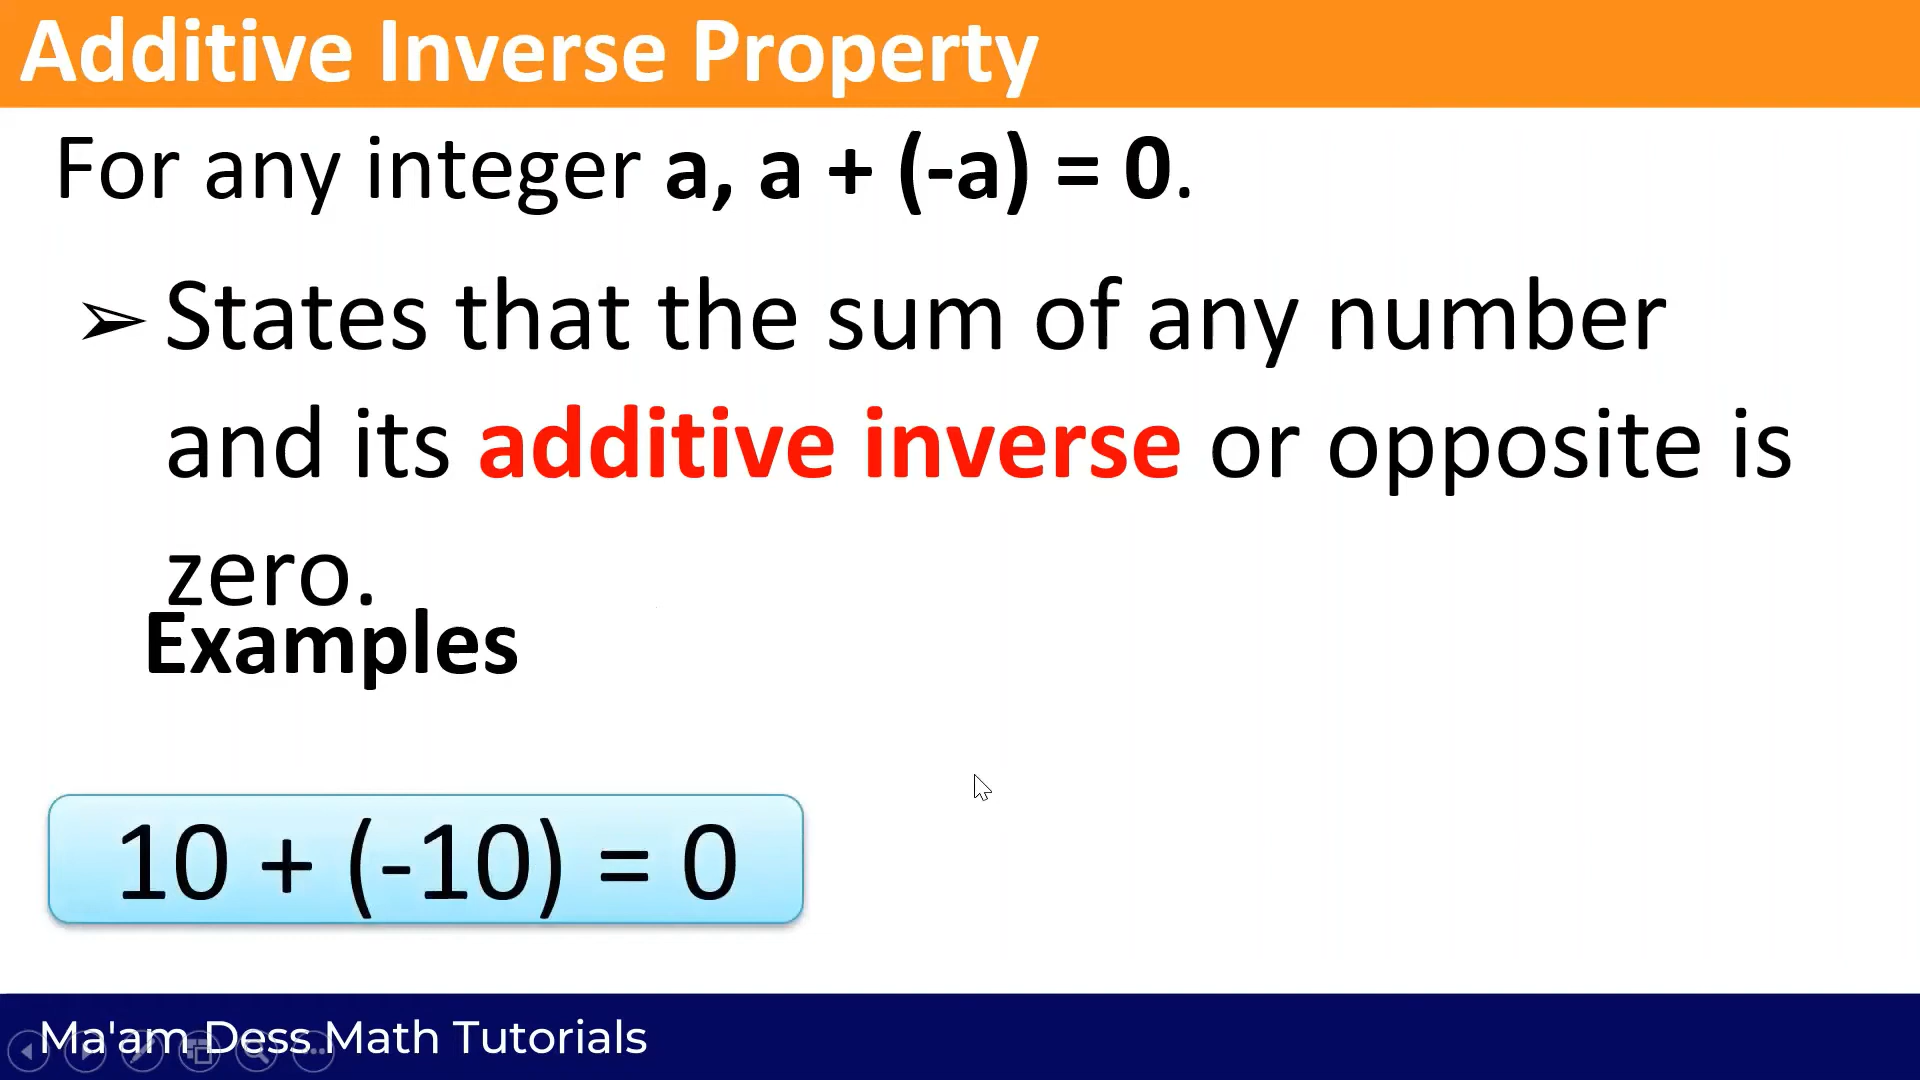 Additive Inverse Property
For any integer a, a + (-a) = 0.
➢ States that the sum of any number
and its additive inverse or opposite is
zero.
Examples
10 + (-10) = 0
Ma'am Dess Math Tutorials